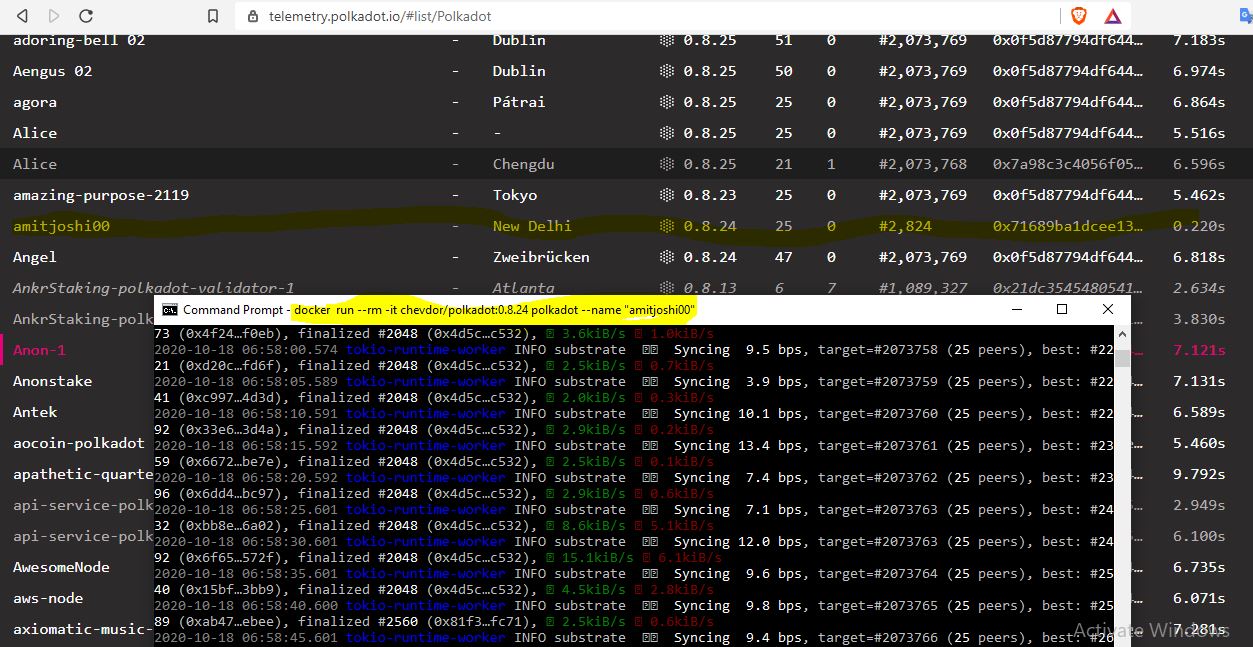 telemetry.polkadot.io/#list/Polkadot
adoring-bell 02 - Dublin 0.8.25 51 0 #2,073,769 0x0f5d87794df644… 7.183s
Aengus 02 - Dublin 0.8.25 50 0 #2,073,769 0x0f5d87794df644… 6.974s
agora - Pátrai 0.8.25 25 0 #2,073,769 0x0f5d87794df644… 6.864s
Alice - - 0.8.25 25 0 #2,073,769 0x0f5d87794df644… 5.516s
Alice - Chengdu 0.8.25 21 1 #2,073,768 0x7a98c3c4056f05… 6.596s
amazing-purpose-2119 - Tokyo 0.8.23 25 0 #2,073,769 0x0f5d87794df644… 5.462s
amitjoshi00 - New Delhi 0.8.24 25 0 #2,824 0x71689ba1dcee13… 0.220s
Angel - Zweibrücken 0.8.24 47 0 #2,073,769 0x0f5d87794df644… 6.818s
AnkrStaking-polkadot-validator-1 - Atlanta 0.8.13 6 7 #1,089,327 0x21dc3545480541… 2.634s
AnkrStaking-polk 3.830s
Anon-1 7.121s
Anonstake 7.131s
Antek 6.589s
aocoin-polkadot 5.460s
apathetic-quarte 9.792s
api-service-polk 2.949s
api-service-polk 6.100s
AwesomeNode 6.735s
aws-node 6.071s
axiomatic-music- 7.281s
Command Prompt - docker run --rm -it chevdor/polkadot:0.8.24 polkadot --name "amitjoshi00"
73 (0x4f24…f0eb), finalized #2048 (0x4d5c…c532), 3.6kiB/s 1.0kiB/s
2020-10-18 06:58:00.574 tokio-runtime-worker INFO substrate Syncing 9.5 bps, target=#2073758 (25 peers), best: #22
21 (0xd20c…fd6f), finalized #2048 (0x4d5c…c532), 2.5kiB/s 0.7kiB/s
2020-10-18 06:58:05.589 tokio-runtime-worker INFO substrate Syncing 3.9 bps, target=#2073759 (25 peers), best: #22
41 (0xc997…4d3d), finalized #2048 (0x4d5c…c532), 2.0kiB/s 0.3kiB/s
2020-10-18 06:58:10.591 tokio-runtime-worker INFO substrate Syncing 10.1 bps, target=#2073760 (25 peers), best: #22
92 (0x33e6…3d4a), finalized #2048 (0x4d5c…c532), 2.9kiB/s 0.2kiB/s
2020-10-18 06:58:15.592 tokio-runtime-worker INFO substrate Syncing 13.4 bps, target=#2073761 (25 peers), best: #23
59 (0x6672…be7e), finalized #2048 (0x4d5c…c532), 2.5kiB/s 0.1kiB/s
2020-10-18 06:58:20.592 tokio-runtime-worker INFO substrate Syncing 7.4 bps, target=#2073762 (25 peers), best: #23
96 (0x6dd4…bc97), finalized #2048 (0x4d5c…c532), 2.9kiB/s 0.6kiB/s
2020-10-18 06:58:25.601 tokio-runtime-worker INFO substrate Syncing 7.1 bps, target=#2073763 (25 peers), best: #24
32 (0xbb8e…6a02), finalized #2048 (0x4d5c…c532), 8.6kiB/s 5.1kiB/s
2020-10-18 06:58:30.601 tokio-runtime-worker INFO substrate Syncing 12.0 bps, target=#2073763 (25 peers), best: #24
92 (0x6f65…572f), finalized #2048 (0x4d5c…c532), 15.1kiB/s 6.1kiB/s
2020-10-18 06:58:35.601 tokio-runtime-worker INFO substrate Syncing 9.6 bps, target=#2073764 (25 peers), best: #25
40 (0x15bf…3bb9), finalized #2048 (0x4d5c…c532), 4.5kiB/s 2.8kiB/s
2020-10-18 06:58:40.600 tokio-runtime-worker INFO substrate Syncing 9.8 bps, target=#2073765 (25 peers), best: #25
89 (0xab47…ebee), finalized #2560 (0x81f3…fc71), 2.5kiB/s 0.6kiB/s
2020-10-18 06:58:45.601 tokio-runtime-worker INFO substrate Syncing 9.4 bps, target=#2073766 (25 peers), best: #26
Activate Windows